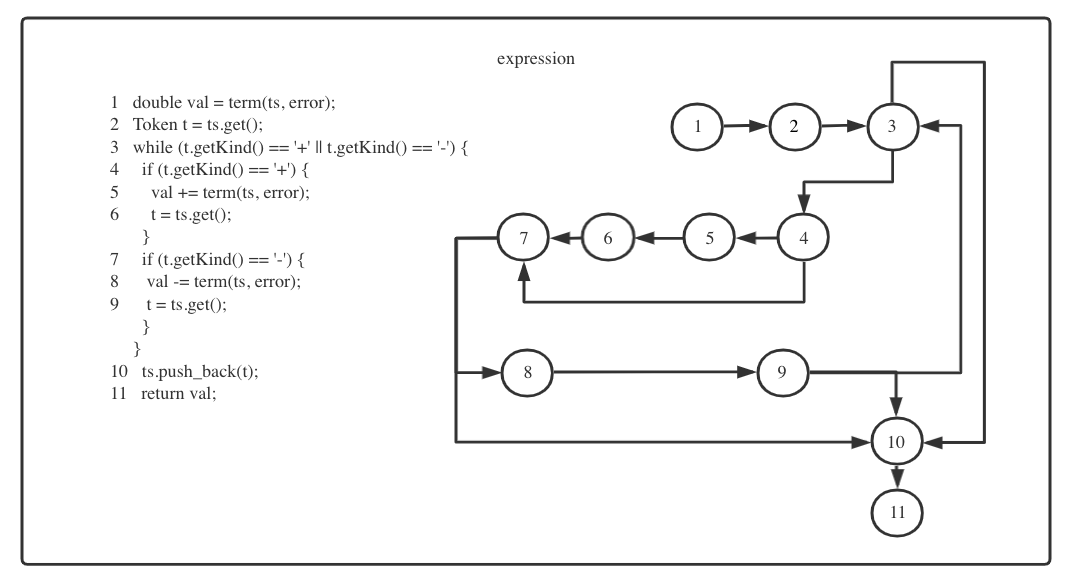 expression
1 double val = term(ts, error);
2 Token t = ts.get();
3 while (t.getKind() == '+' || t.getKind() == '-') {
4 if (t.getKind() == '+') {
5 val += term(ts, error);
6 t = ts.get();
}
7 if (t.getKind() == '-') {
8 val -= term(ts, error);
9 t = ts.get();
}
}
10 ts.push_back(t);
11 return val;
1 2 3
7 6 5 4
8 9
10
11